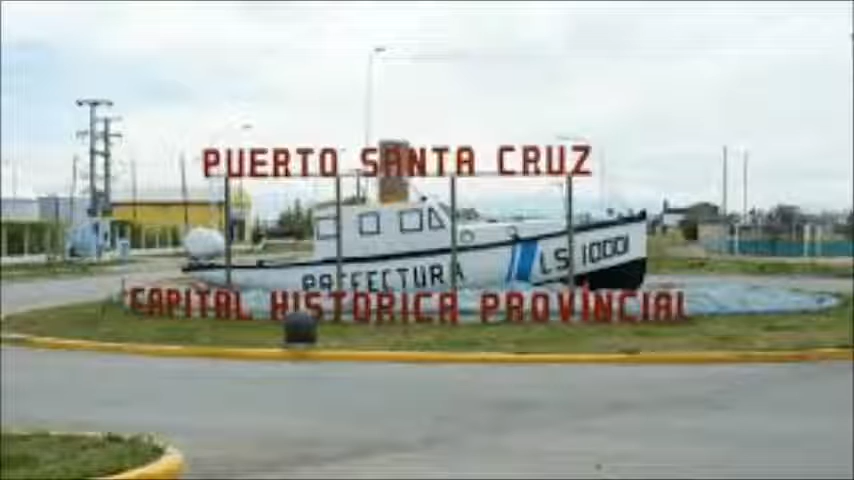 PUERTO SANTA CRUZ
PREFECTURA
LS 10001
CAPITAL HISTORICA PROVINCIAL